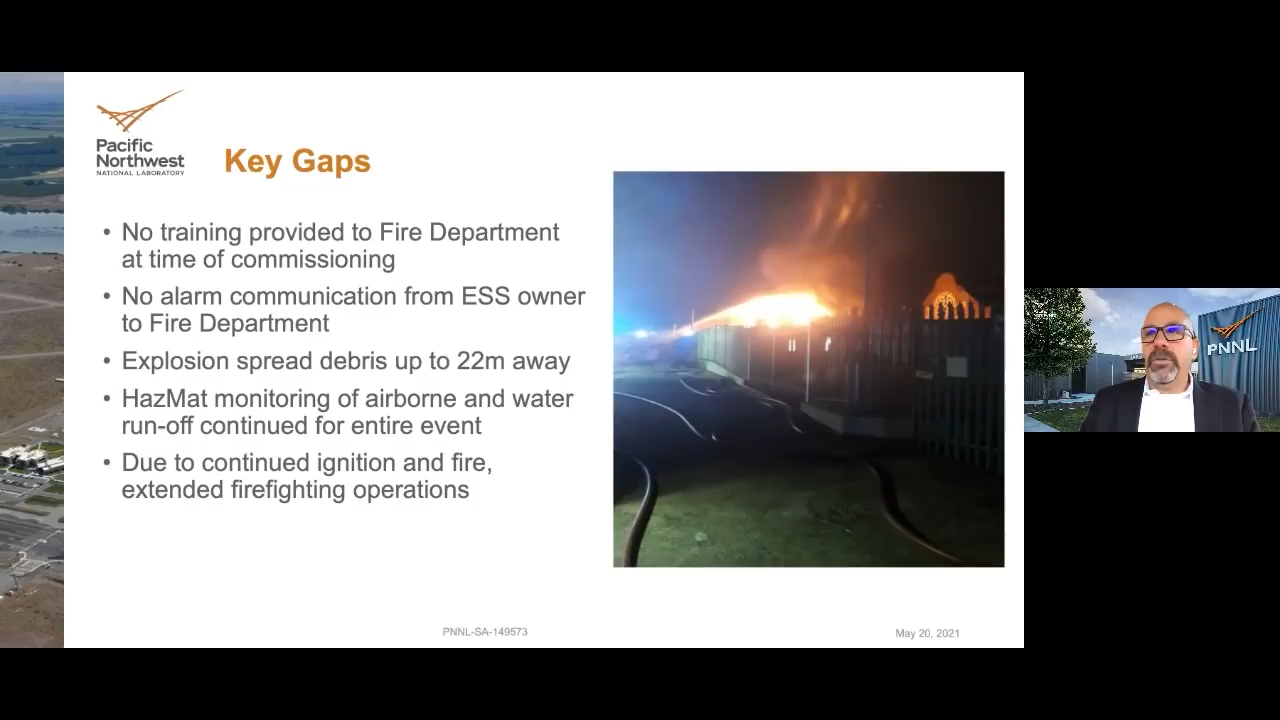 Pacific
Northwest
NATIONAL LABORATORY
Key Gaps
• No training provided to Fire Department
at time of commissioning
• No alarm communication from ESS owner
to Fire Department
• Explosion spread debris up to 22m away
• HazMat monitoring of airborne and water
run-off continued for entire event
• Due to continued ignition and fire,
extended firefighting operations
PNNL-SA-149573
May 20, 2021
PNNL